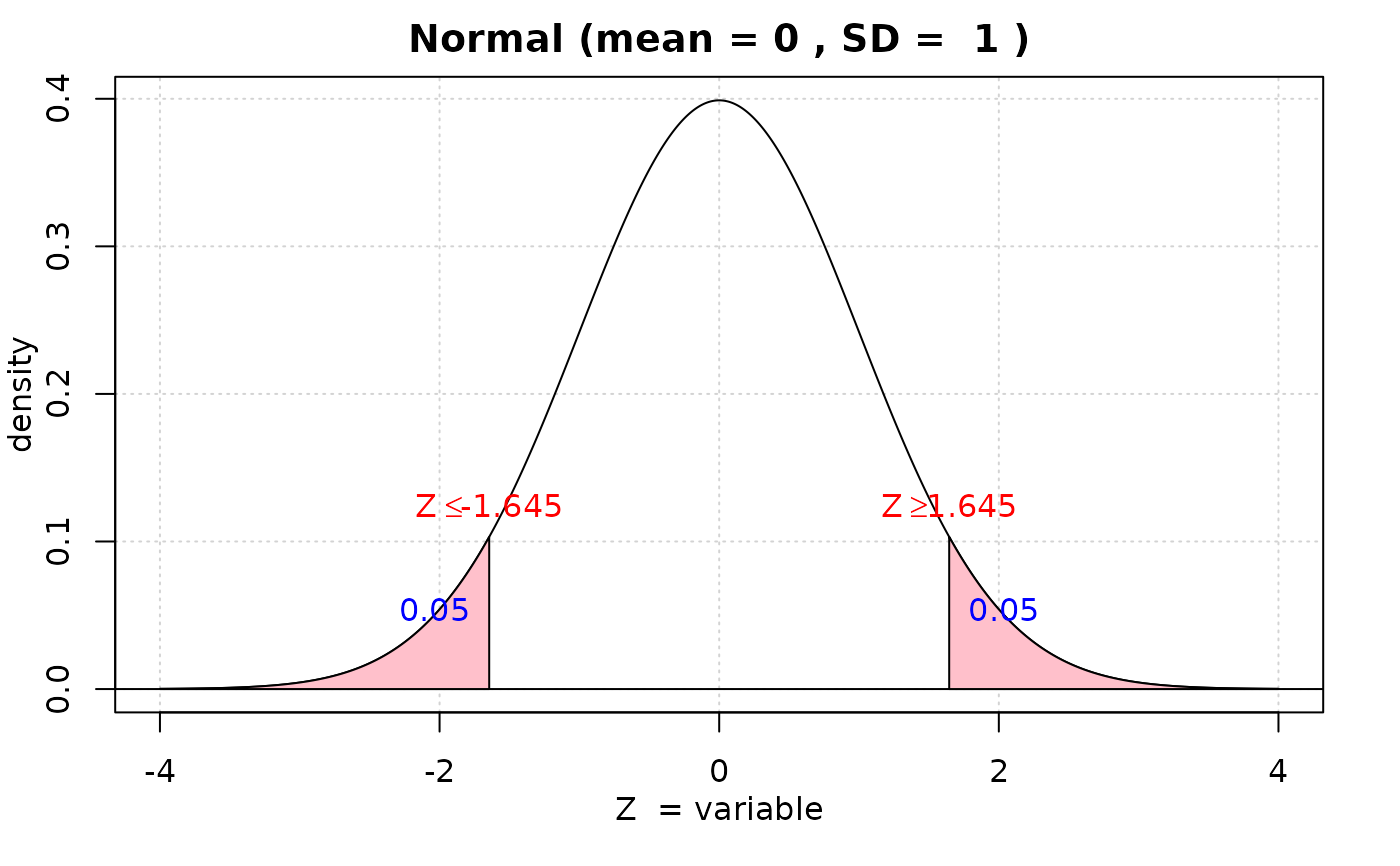 Normal (mean = 0 , SD =  1 )
0.4
0.3
0.2
0.1
0.0
density
Z ≤-1.645
Z ≥1.645
0.05
0.05
-4
-2
0
2
4
Z  = variable